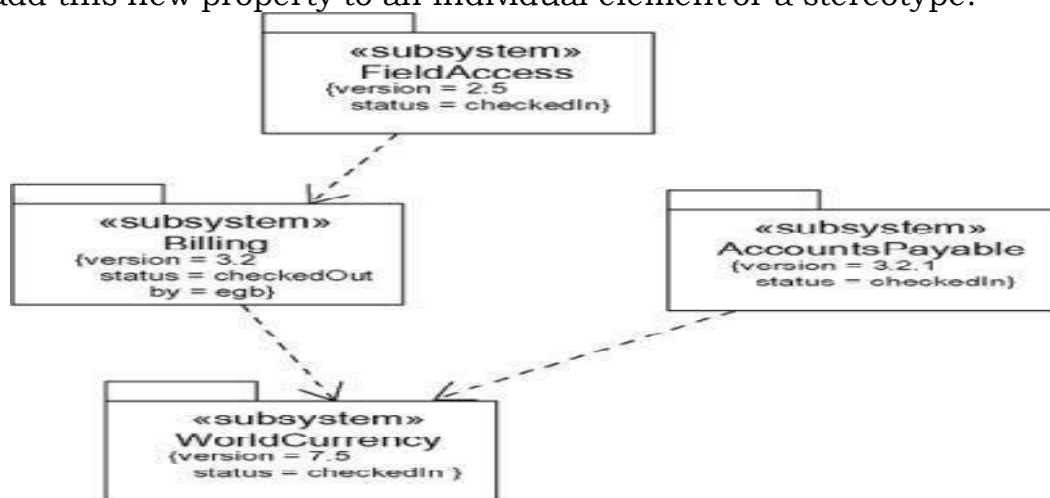 add this new property to an individual element or a stereotype.
«subsystem»
FieldAccess
{version = 2.5
status = checkedIn}
«subsystem»
Billing
{version = 3.2
status = checkedOut
by = egb}
«subsystem»
AccountsPayable
{version = 3.2.1
status = checkedIn}
«subsystem»
WorldCurrency
{version = 7.5
status = checkedIn }